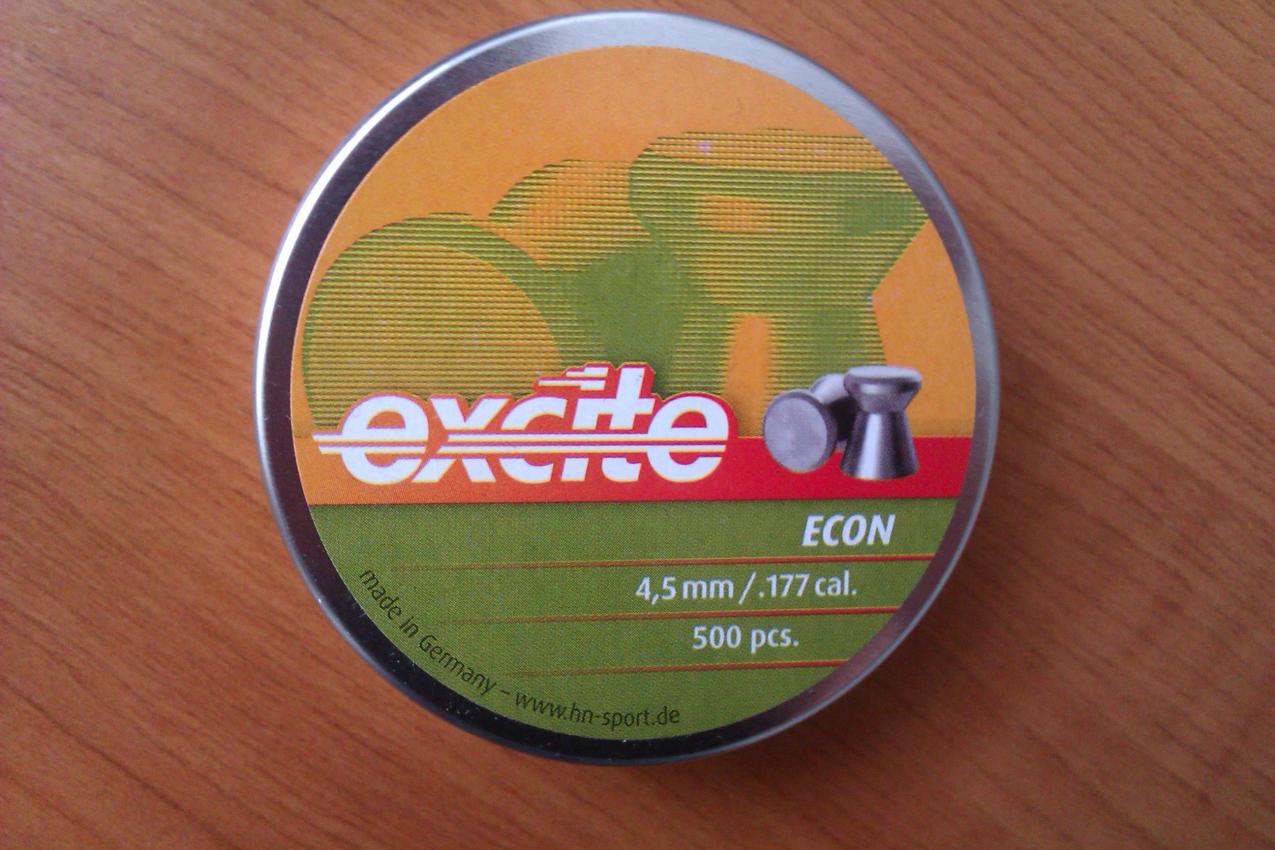 excite
ECON
4,5 mm / .177 cal.
500 pcs.
made in Germany – www.hn-sport.de